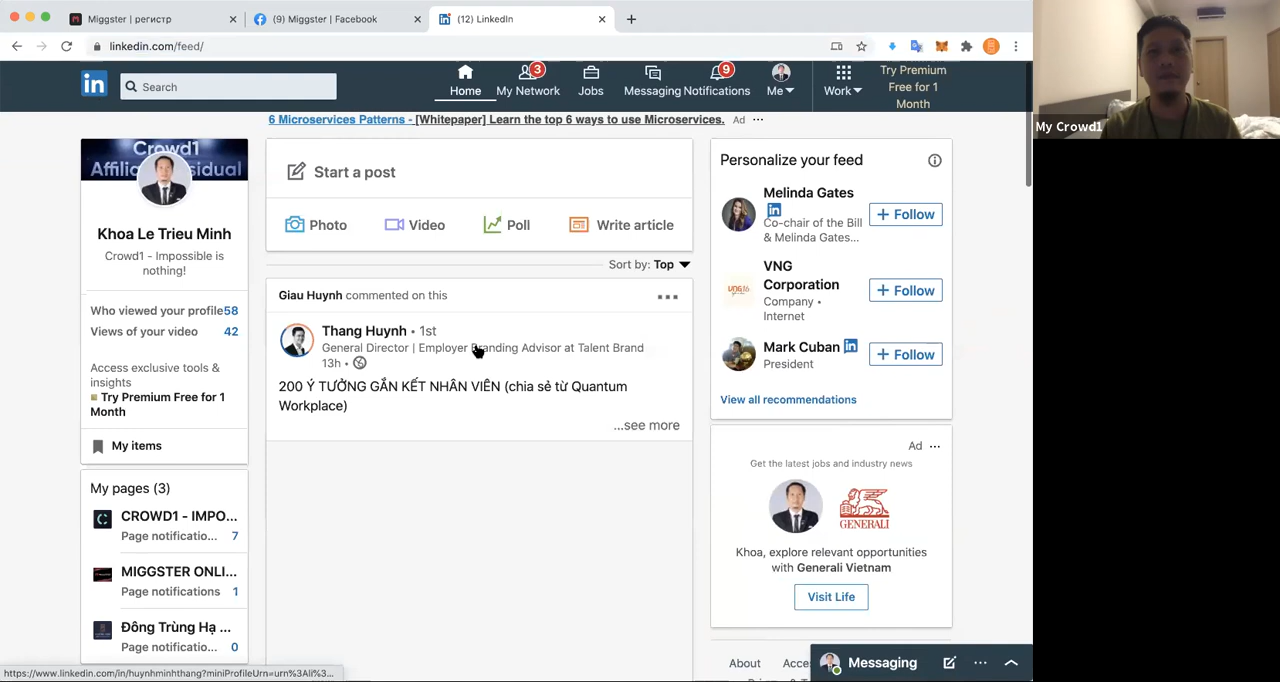 Miggster | регистр
(9) Miggster | Facebook
(12) LinkedIn
linkedin.com/feed/
in
Search
3
9
Home
My Network
Jobs
Messaging
Notifications
Me
Work
Try Premium
Free for 1
Month
My Crowd1
6 Microservices Patterns - [Whitepaper] Learn the top 6 ways to use Microservices.
Ad
Crowd1
Khoa Le Trieu Minh
Crowd1 - Impossible is
nothing!
Who viewed your profile 58
Views of your video 42
Access exclusive tools &
insights
Try Premium Free for 1
Month
My items
My pages (3)
CROWD1 - IMPO...
Page notificatio... 7
MIGGSTER ONLI...
Page notifications 1
Đông Trùng Hạ ...
Page notificatio... 0
Start a post
Photo
Video
Poll
Write article
Sort by: Top
Giau Huynh commented on this
Thang Huynh • 1st
General Director | Employer Branding Advisor at Talent Brand
13h •
200 Ý TƯỞNG GẮN KẾT NHÂN VIÊN (chia sẻ từ Quantum
Workplace)
...see more
Personalize your feed
Melinda Gates
in
Co-chair of the Bill
& Melinda Gates...
+ Follow
VNG
Corporation
Company •
Internet
+ Follow
Mark Cuban in
President
+ Follow
View all recommendations
Ad
Get the latest jobs and industry news
GENERALI
Khoa, explore relevant opportunities
with Generali Vietnam
Visit Life
About
Acce
Messaging
https://www.linkedin.com/in/huynhminhthang?miniProfileUrn=urn%3Ali%3...